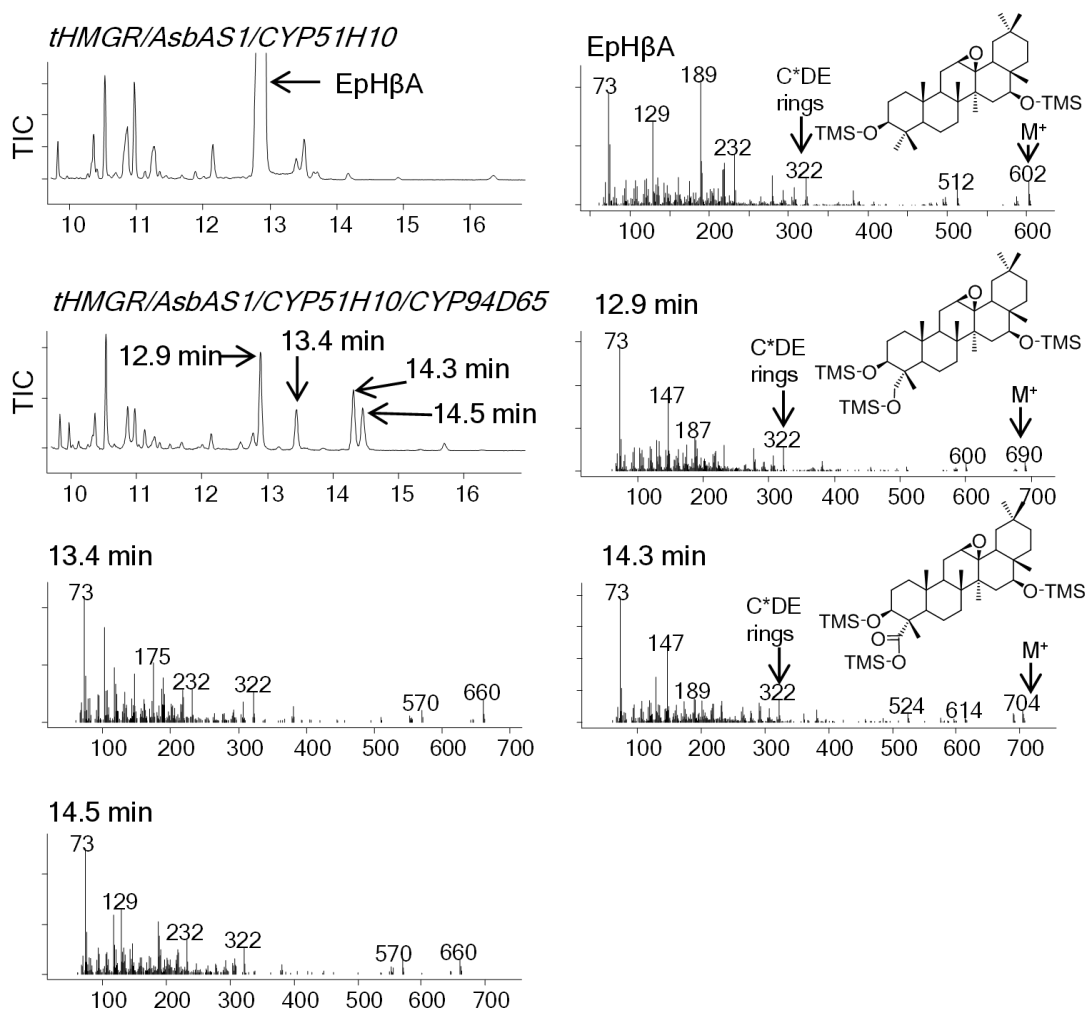 tHMGR/AsbAS1/CYP51H10
TIC
EpHβA
10 11 12 13 14 15 16
EpHβA
73
129
189
232
C*DE
rings
322
512
M⁺
602
TMS-O
O
O-TMS
100 200 300 400 500 600
tHMGR/AsbAS1/CYP51H10/CYP94D65
TIC
12.9 min
13.4 min
14.3 min
14.5 min
10 11 12 13 14 15 16
12.9 min
73
147
187
C*DE
rings
322
600
M⁺
690
TMS-O
TMS-O
O
O-TMS
100 200 300 400 500 600 700
13.4 min
73
175
232
322
570
660
100 200 300 400 500 600 700
14.3 min
73
147
189
C*DE
rings
322
524
614
M⁺
704
TMS-O
O
TMS-O
O
O-TMS
100 200 300 400 500 600 700
14.5 min
73
129
232
322
570
660
100 200 300 400 500 600 700